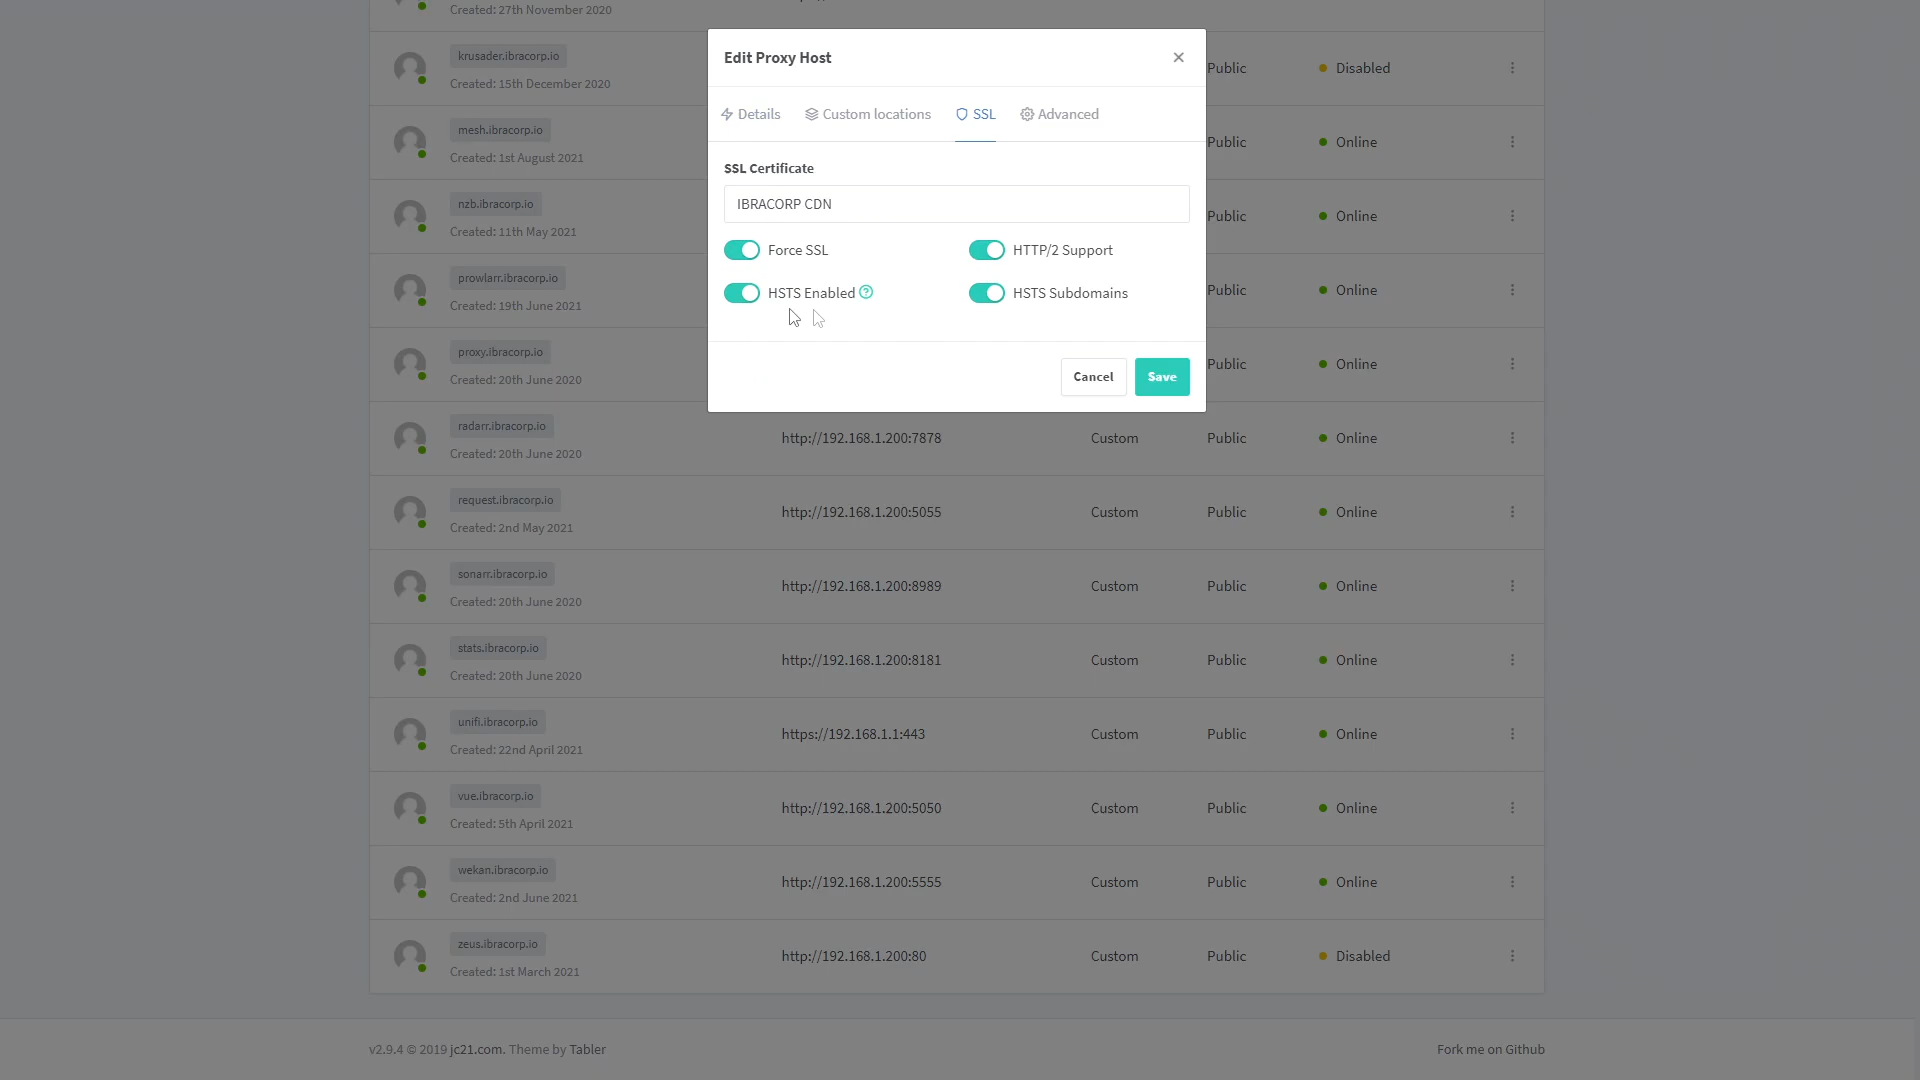 Created: 27th November 2020
Edit Proxy Host
krusader.ibracorp.io
Created: 15th December 2020
Public
Disabled
Details
Custom locations
SSL
Advanced
mesh.ibracorp.io
Created: 1st August 2021
Public
Online
SSL Certificate
IBRACORP CDN
nzb.ibracorp.io
Created: 11th May 2021
Public
Online
Force SSL
HTTP/2 Support
HSTS Enabled
HSTS Subdomains
prowlarr.ibracorp.io
Created: 19th June 2021
Public
Online
proxy.ibracorp.io
Created: 20th June 2020
Public
Online
Cancel
Save
radarr.ibracorp.io
Created: 20th June 2020
http://192.168.1.200:7878
Custom
Public
Online
request.ibracorp.io
Created: 2nd May 2021
http://192.168.1.200:5055
Custom
Public
Online
sonarr.ibracorp.io
Created: 20th June 2020
http://192.168.1.200:8989
Custom
Public
Online
stats.ibracorp.io
Created: 20th June 2020
http://192.168.1.200:8181
Custom
Public
Online
unifi.ibracorp.io
Created: 22nd April 2021
https://192.168.1.1:443
Custom
Public
Online
vue.ibracorp.io
Created: 5th April 2021
http://192.168.1.200:5050
Custom
Public
Online
wekan.ibracorp.io
Created: 2nd June 2021
http://192.168.1.200:5555
Custom
Public
Online
zeus.ibracorp.io
Created: 1st March 2021
http://192.168.1.200:80
Custom
Public
Disabled
v2.9.4 © 2019 jc21.com. Theme by Tabler
Fork me on Github